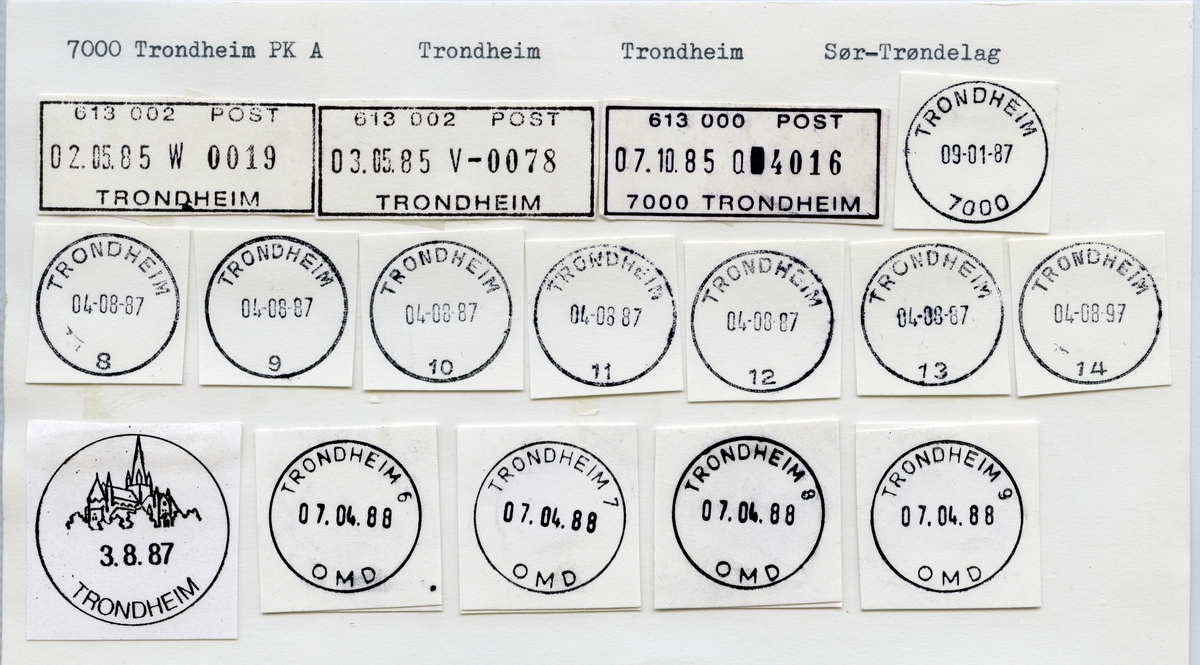 7000 Trondheim PK A Trondheim Trondheim Sør-Trøndelag
613 002 POST
02.05.85 W 0019
TRONDHEIM
613 002 POST
03.05.85 V-0078
TRONDHEIM
613 000 POST
07.10.85 Q 4016
7000 TRONDHEIM
TRONDHEIM
09-01-87
7000
TRONDHEIM
04-08-87
8
TRONDHEIM
04-08-87
9
TRONDHEIM
04-08-87
10
TRONDHEIM
04-08 87
11
TRONDHEIM
04-08-87
12
TRONDHEIM
04-08-87
13
TRONDHEIM
04-08-97
14
3.8.87
TRONDHEIM
TRONDHEIM 6
07.04.88
OMD
TRONDHEIM 7
07.04.88
OMD
TRONDHEIM 8
07.04.88
OMD
TRONDHEIM 9
07.04.88
OMD